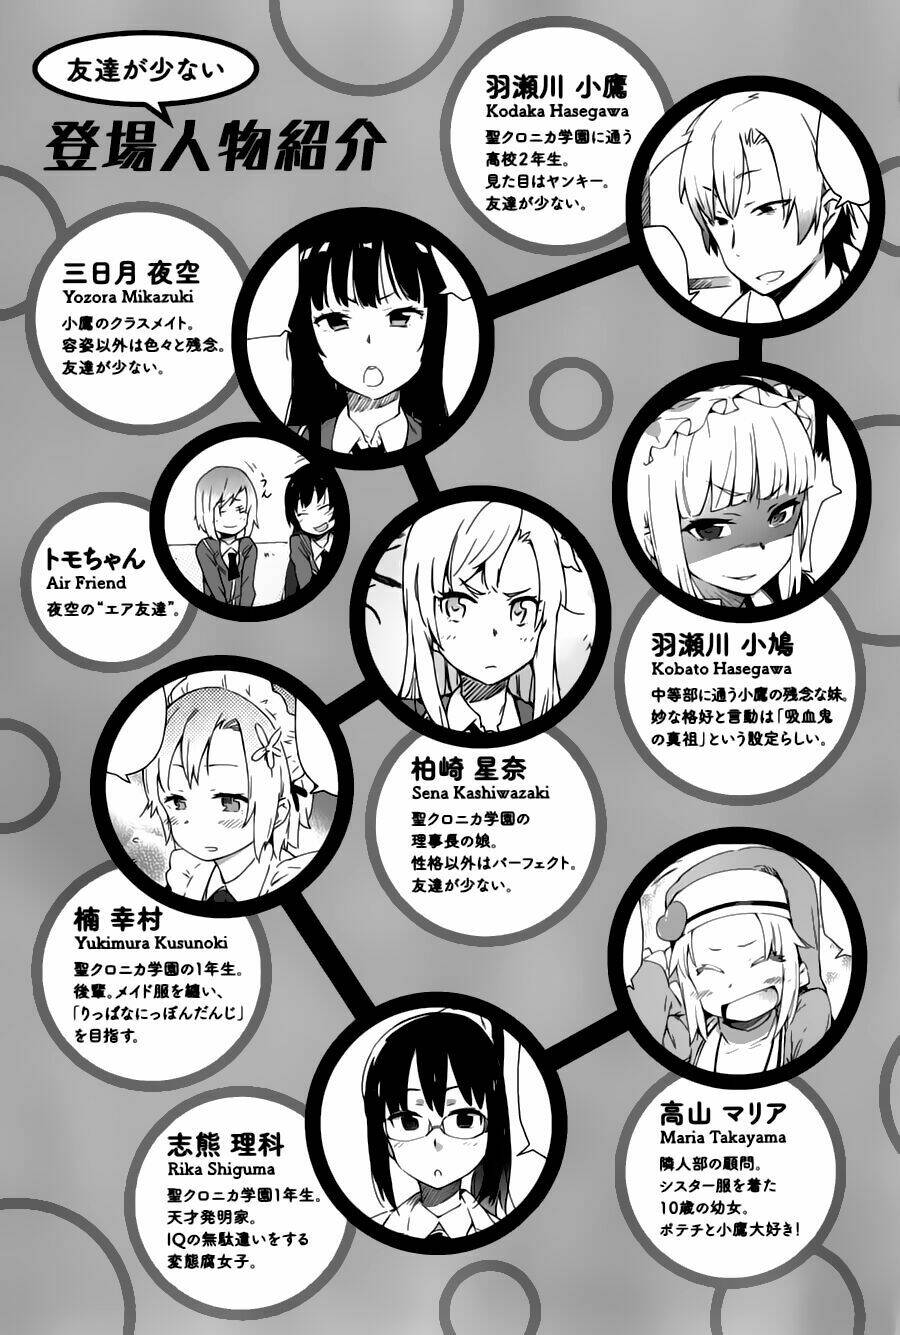 友達が少ない
登場人物紹介
羽瀬川 小鷹
Kodaka Hasegawa
聖クロニカ学園に通う
高校2年生。
見た目はヤンキー。
友達が少ない。
三日月 夜空
Yozora Mikazuki
小鷹のクラスメイト。
容姿以外は色々と残念。
友達が少ない。
トモちゃん
Air Friend
夜空の“エア友達”。
うん
羽瀬川 小鳩
Kobato Hasegawa
中等部に通う小鷹の残念な妹。
妙な格好と言動は「吸血鬼
の真祖」という設定らしい。
柏崎 星奈
Sena Kashiwazaki
聖クロニカ学園の
理事長の娘。
性格以外はパーフェクト。
友達が少ない。
楠 幸村
Yukimura Kusunoki
聖クロニカ学園の1年生。
後輩。メイド服を纏い、
「りっぱなにっぽんだんじ」
を目指す。
志熊 理科
Rika Shiguma
聖クロニカ学園1年生。
天才発明家。
IQの無駄遣いをする
変態腐女子。
高山 マリア
Maria Takayama
隣人部の顧問。
シスター服を着た
10歳の幼女。
ポテチと小鷹大好き!